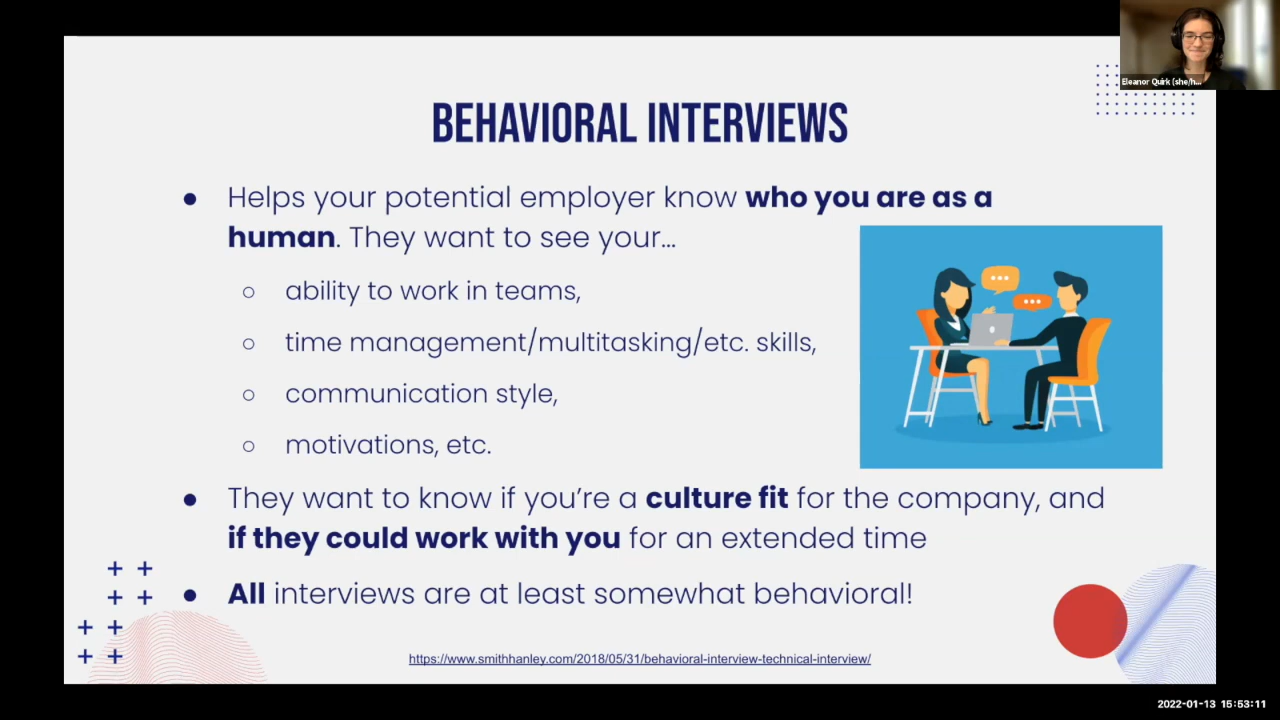 Eleanor Quirk (she/h...
BEHAVIORAL INTERVIEWS
● Helps your potential employer know who you are as a
human. They want to see your...
○ ability to work in teams,
○ time management/multitasking/etc. skills,
○ communication style,
○ motivations, etc.
● They want to know if you’re a culture fit for the company, and
if they could work with you for an extended time
● All interviews are at least somewhat behavioral!
https://www.smithhanley.com/2018/05/31/behavioral-interview-technical-interview/
2022-01-13 15:53:11